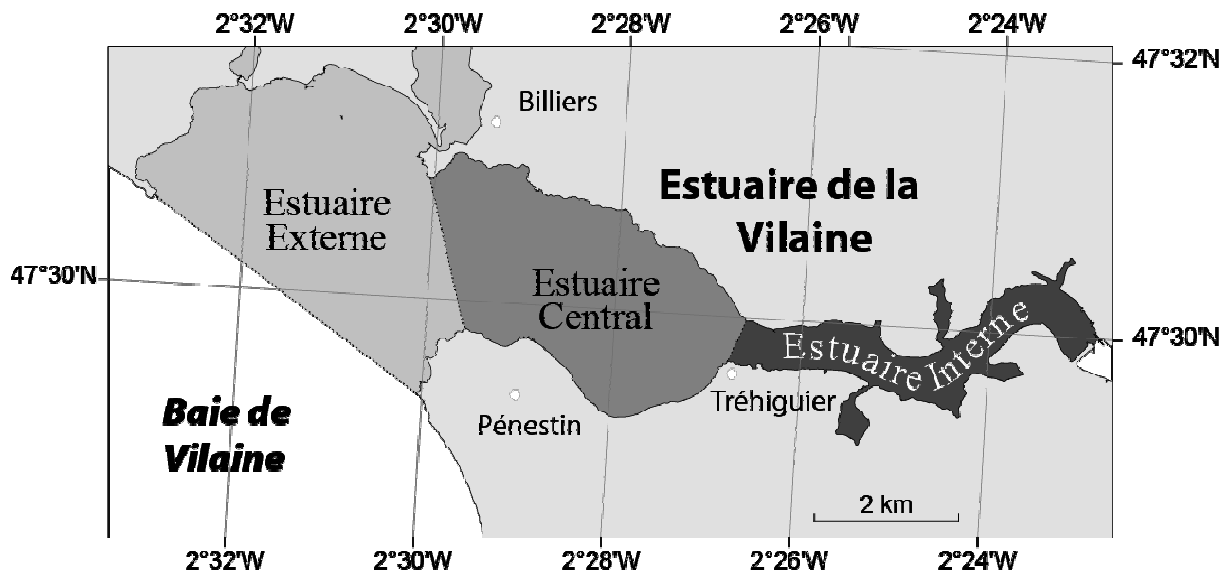 2°32'W 2°30'W 2°28'W 2°26'W 2°24'W
47°32'N
Billiers
Estuaire de la
Vilaine
Estuaire
Externe
47°30'N
Estuaire
Central
Estuaire Interne
47°30'N
Tréhiguier
Baie de
Vilaine
Pénestin
2 km
2°32'W 2°30'W 2°28'W 2°26'W 2°24'W